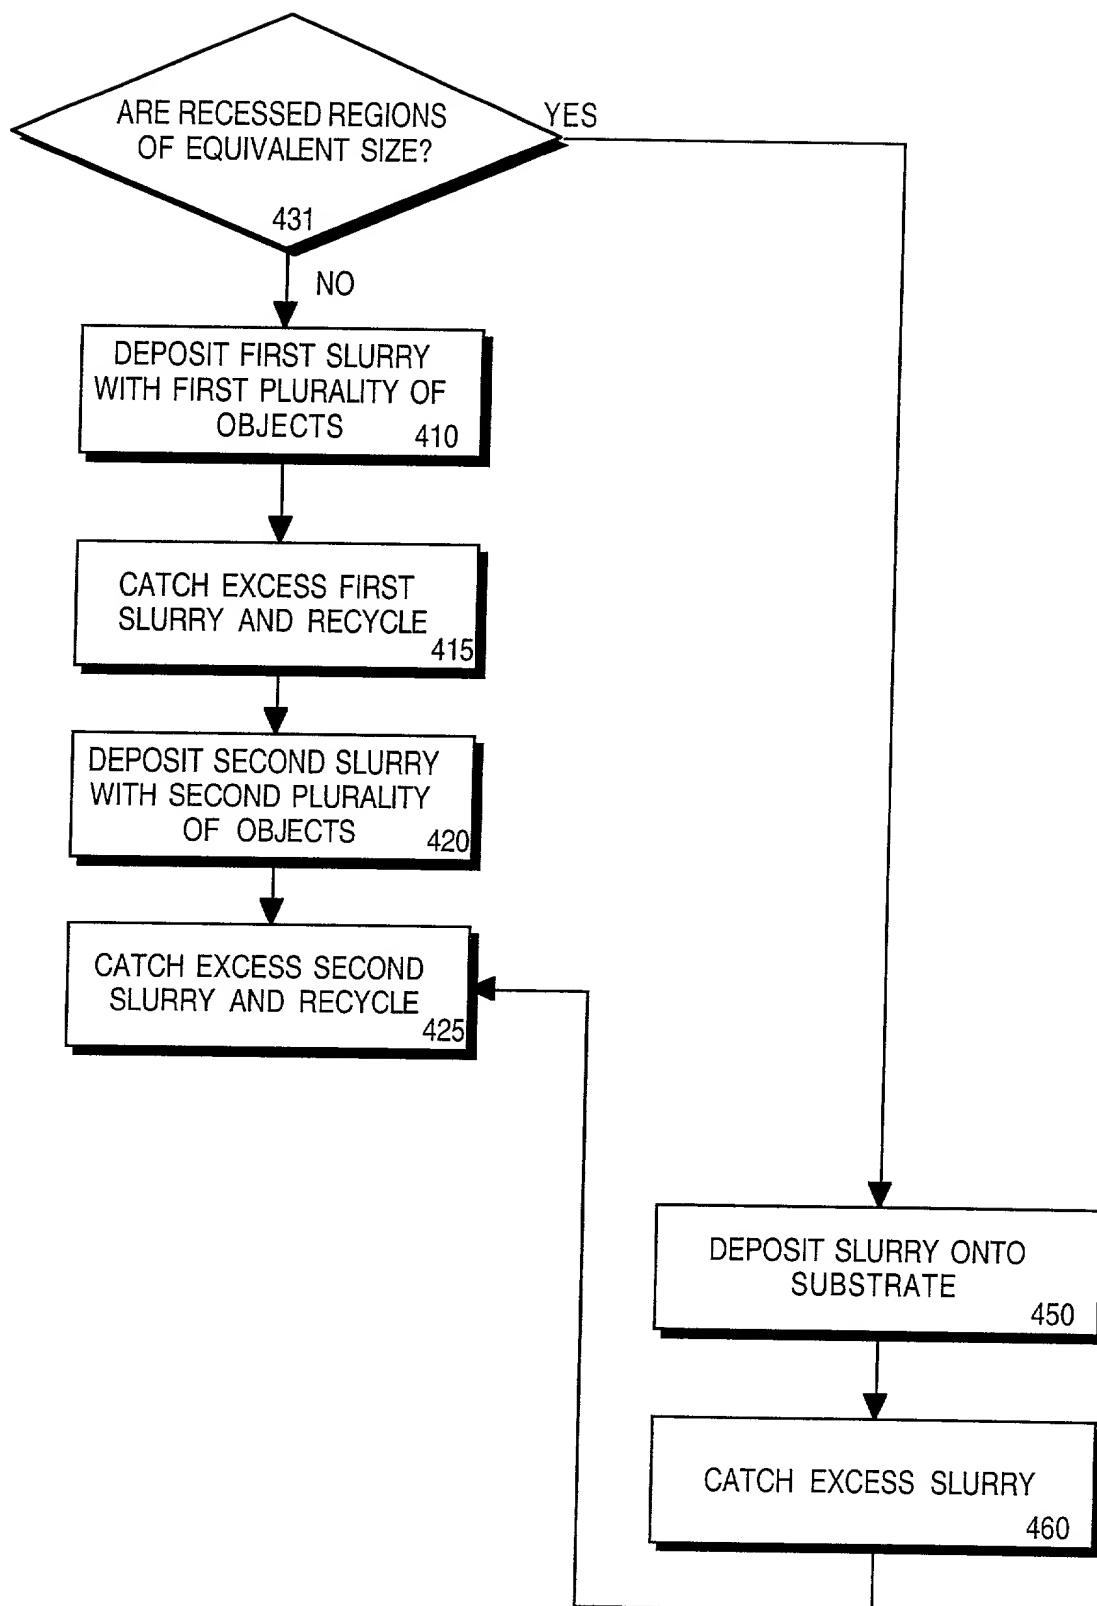 ARE RECESSED REGIONS
OF EQUIVALENT SIZE?
431
YES
NO
DEPOSIT FIRST SLURRY
WITH FIRST PLURALITY OF
OBJECTS 410
CATCH EXCESS FIRST
SLURRY AND RECYCLE
415
DEPOSIT SECOND SLURRY
WITH SECOND PLURALITY
OF OBJECTS 420
CATCH EXCESS SECOND
SLURRY AND RECYCLE
425
DEPOSIT SLURRY ONTO
SUBSTRATE
450
CATCH EXCESS SLURRY
460